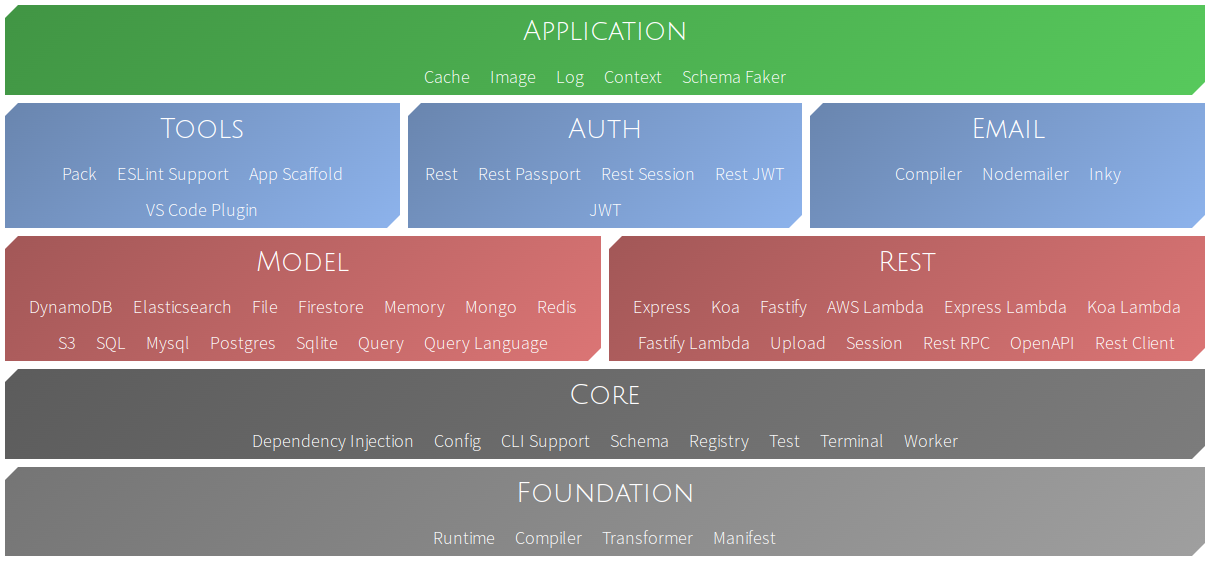 Application
Cache Image Log Context Schema Faker
Tools
Pack ESLint Support App Scaffold
VS Code Plugin
Auth
Rest Rest Passport Rest Session Rest JWT
JWT
Email
Compiler Nodemailer Inky
Model
DynamoDB Elasticsearch File Firestore Memory Mongo Redis
S3 SQL Mysql Postgres Sqlite Query Query Language
Rest
Express Koa Fastify AWS Lambda Express Lambda Koa Lambda
Fastify Lambda Upload Session Rest RPC OpenAPI Rest Client
Core
Dependency Injection Config CLI Support Schema Registry Test Terminal Worker
Foundation
Runtime Compiler Transformer Manifest